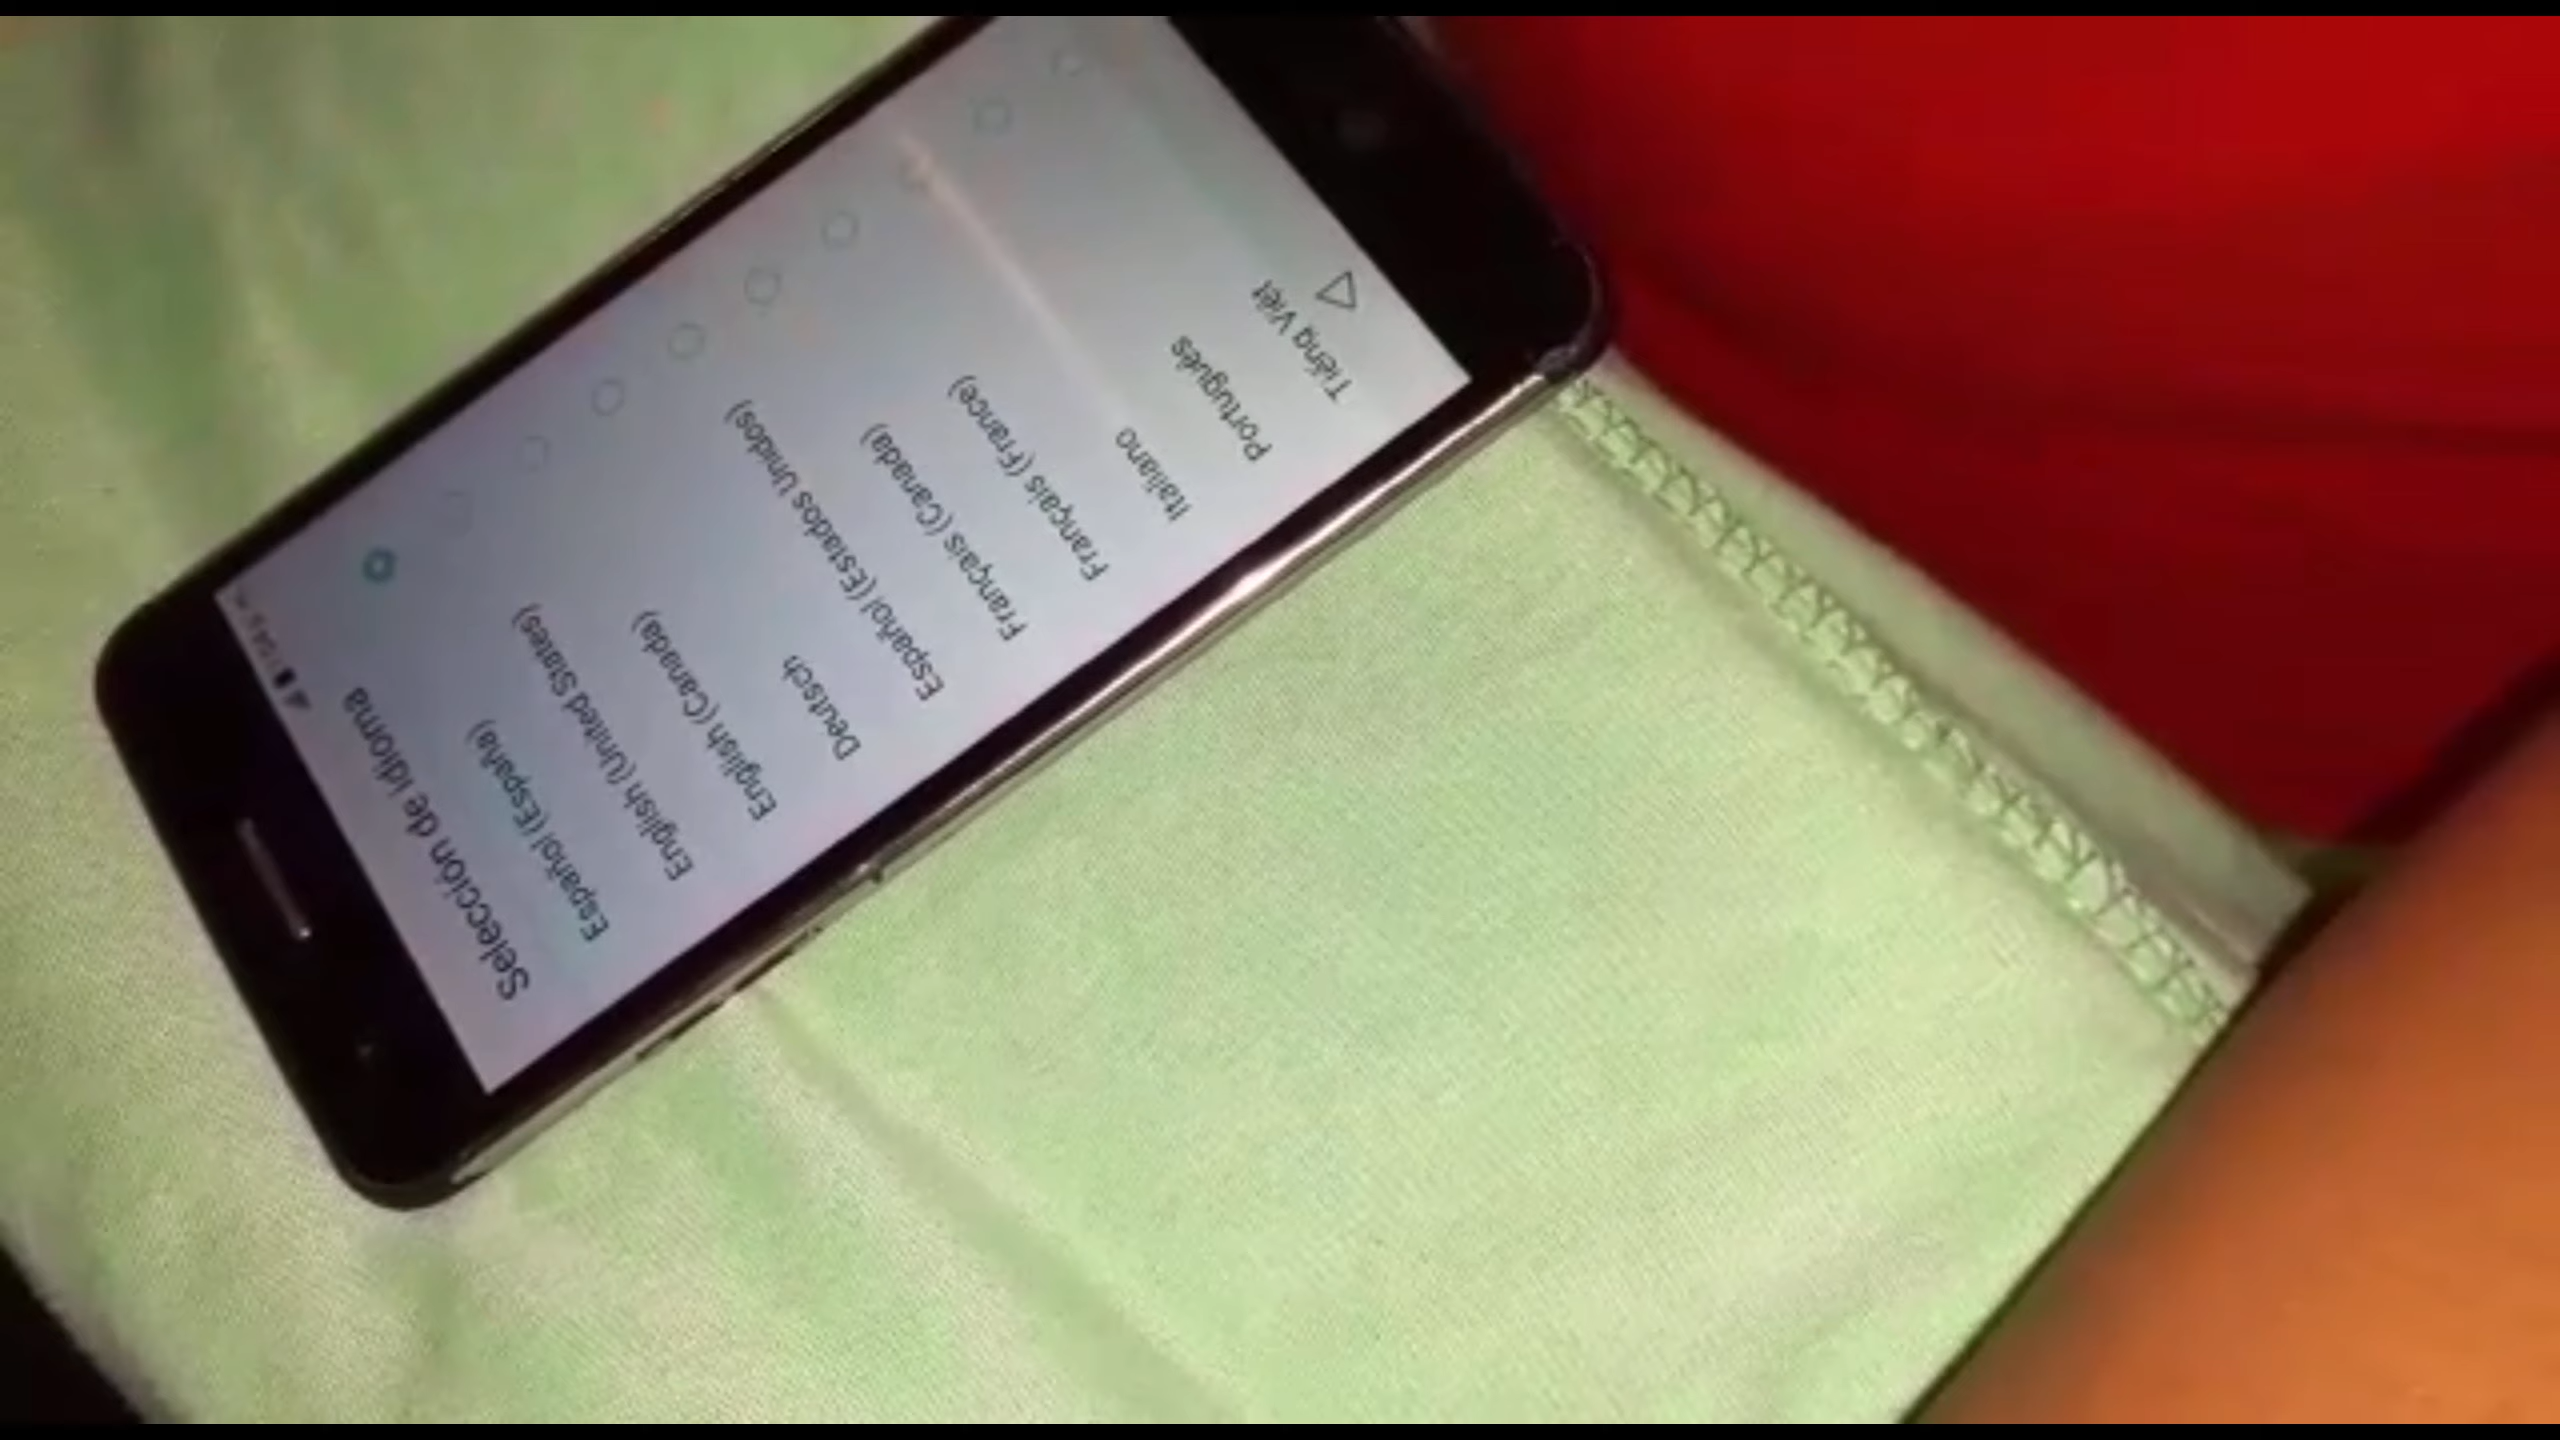 Selección de idioma
Español (España)
English (United States)
English (Canada)
Deutsch
Español (Estados Unidos)
Français (Canada)
Français (France)
Italiano
Português
Tiếng Việt